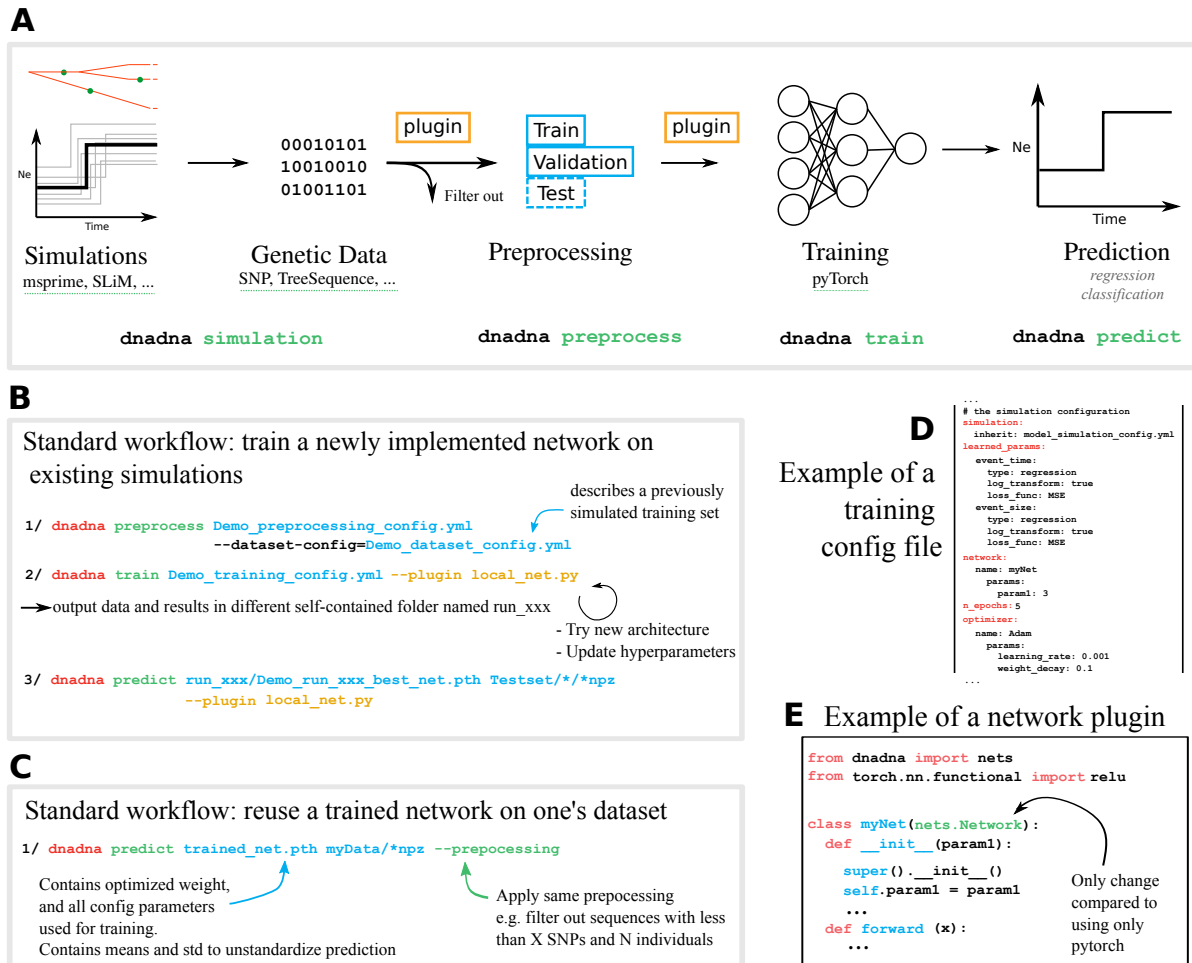 A
Ne
Time
Simulations
msprime, SLiM, ...
00010101
10010010
01001101
Genetic Data
SNP, TreeSequence, ...
plugin
Filter out
Train
Validation
Test
Preprocessing
plugin
Training
pyTorch
Ne
Time
Prediction
regression
classification
dnadna simulation
dnadna preprocess
dnadna train
dnadna predict
B
Standard workflow: train a newly implemented network on
existing simulations
describes a previously
simulated training set
1/ dnadna preprocess Demo_preprocessing_config.yml
--dataset-config=Demo_dataset_config.yml
2/ dnadna train Demo_training_config.yml --plugin local_net.py
output data and results in different self-contained folder named run_xxx
- Try new architecture
- Update hyperparameters
3/ dnadna predict run_xxx/Demo_run_xxx_best_net.pth Testset/*/*npz
--plugin local_net.py
C
Standard workflow: reuse a trained network on one's dataset
1/ dnadna predict trained_net.pth myData/*npz --prepocessing
Contains optimized weight,
and all config parameters
used for training.
Contains means and std to unstandardize prediction
Apply same prepocessing
e.g. filter out sequences with less
than X SNPs and N individuals
D
Example of a
training
config file
...
# the simulation configuration
simulation:
inherit: model_simulation_config.yml
learned_params:
event_time:
type: regression
log_transform: true
loss_func: MSE
event_size:
type: regression
log_transform: true
loss_func: MSE
network:
name: myNet
params:
param1: 3
n_epochs: 5
optimizer:
name: Adam
params:
learning_rate: 0.001
weight_decay: 0.1
...
E
Example of a network plugin
from dnadna import nets
from torch.nn.functional import relu
class myNet(nets.Network):
def __init__(param1):
super().__init__()
self.param1 = param1
...
def forward (x):
...
Only change
compared to
using only
pytorch